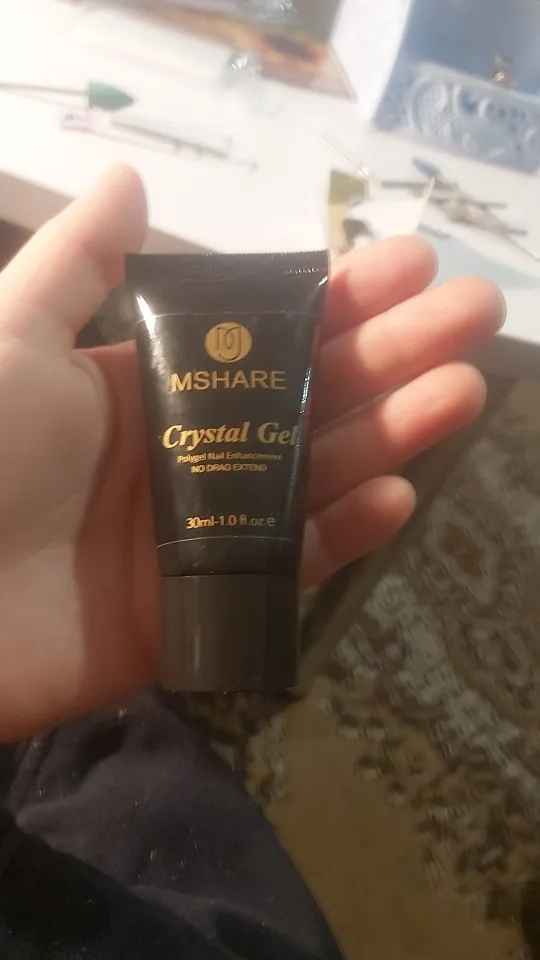 MSHARE
Crystal Gel
Polygel Nail Enhancement
NO DRAG EXTEND
30ml-1.0 fl.oz e